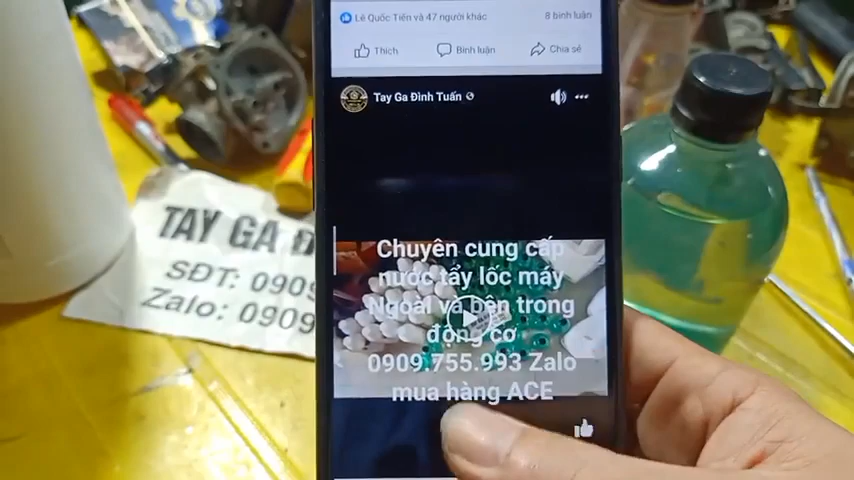 Lê Quốc Tiến và 47 người khác
8 bình luận
Thích
Bình luận
Chia sẻ
Tay Ga Đình Tuấn
Chuyên cung cấp
nước tẩy lốc máy
Ngoài và bên trong
động cơ
0909.755.993 Zalo
mua hàng ACE
TAY GA Đ
SĐT: 0909
Zalo: 0909